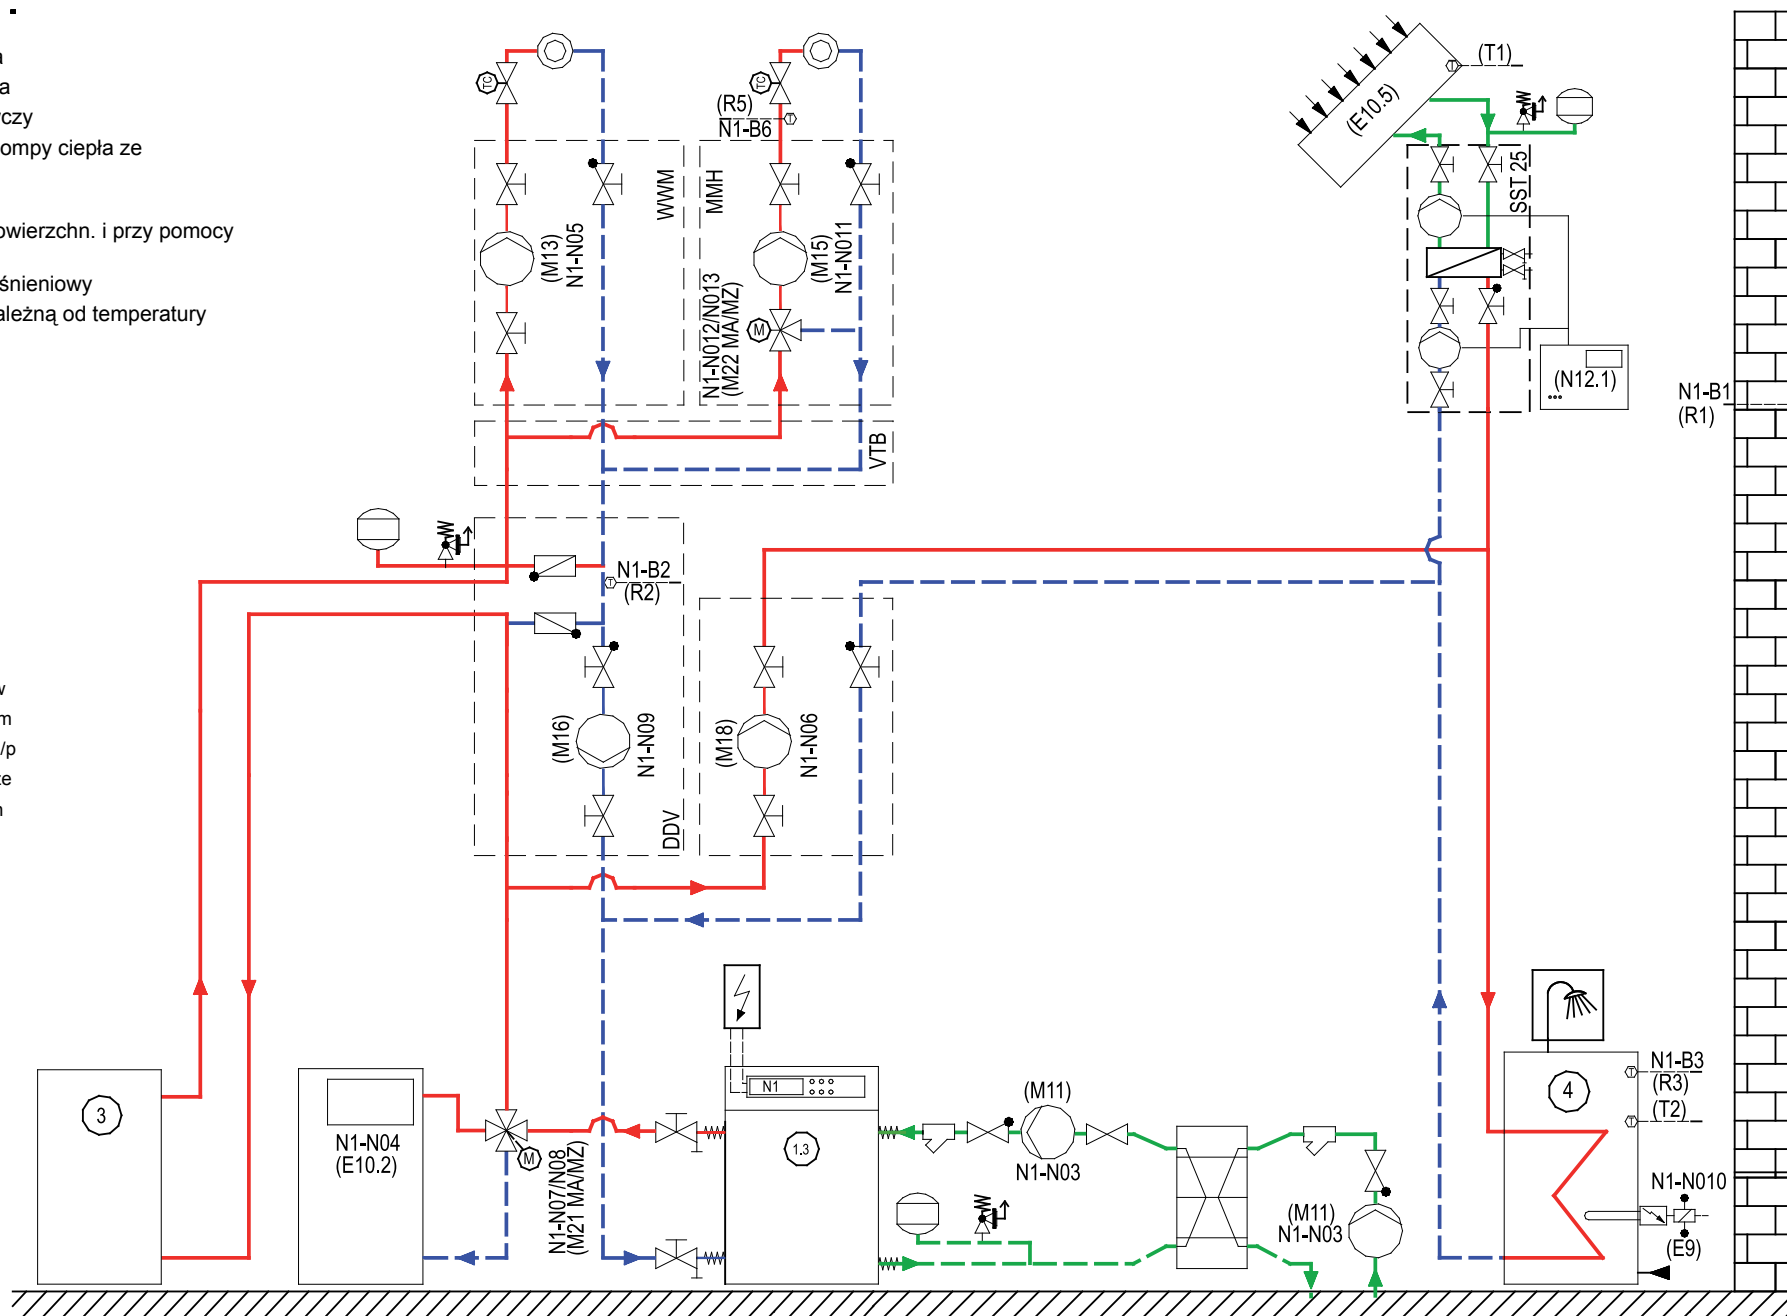 a
a
czy
ompy ciepła ze
owierzchn. i przy pomocy
śnieniowy
ależną od temperatury
w
m
/p
ze
n
TC
TC
(R5)
N1-B6
WWM
MMH
(M13)
N1-N05
(M15)
N1-N011
N1-N012/N013
(M22 MA/MZ)
M
VTB
(T1)
(E10.5)
SST 25
(N12.1)
N1-B1
(R1)
N1-B2
(R2)
(M16)
N1-N09
DDV
(M18)
N1-N06
3
N1-N04
(E10.2)
M
N1-N07/N08
(M21 MA/MZ)
N1
1.3
(M11)
N1-N03
(M11)
N1-N03
4
N1-B3
(R3)
(T2)
N1-N010
(E9)